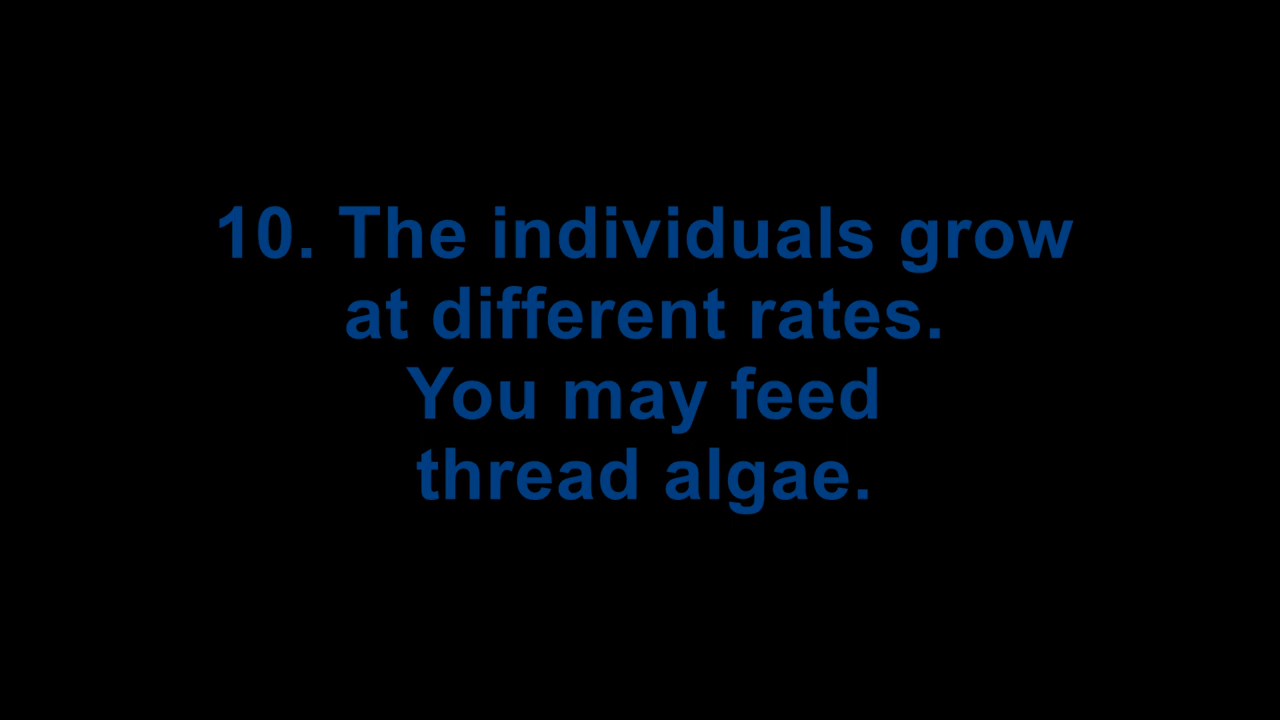 10. The individuals grow
at different rates.
You may feed
thread algae.